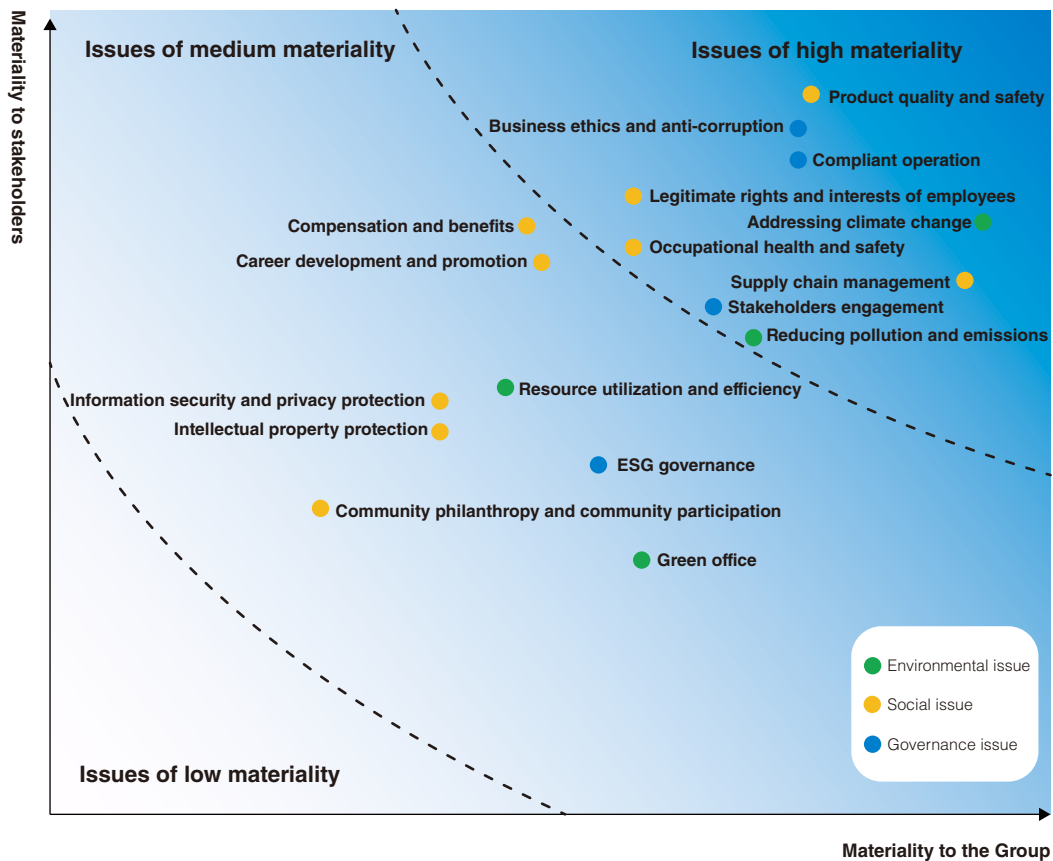 Materiality to stakeholders
Issues of medium materiality
Issues of high materiality
Product quality and safety
Business ethics and anti-corruption
Compliant operation
Legitimate rights and interests of employees
Addressing climate change
Compensation and benefits
Occupational health and safety
Career development and promotion
Supply chain management
Stakeholders engagement
Reducing pollution and emissions
Resource utilization and efficiency
Information security and privacy protection
Intellectual property protection
ESG governance
Community philanthropy and community participation
Green office
Environmental issue
Social issue
Governance issue
Issues of low materiality
Materiality to the Group